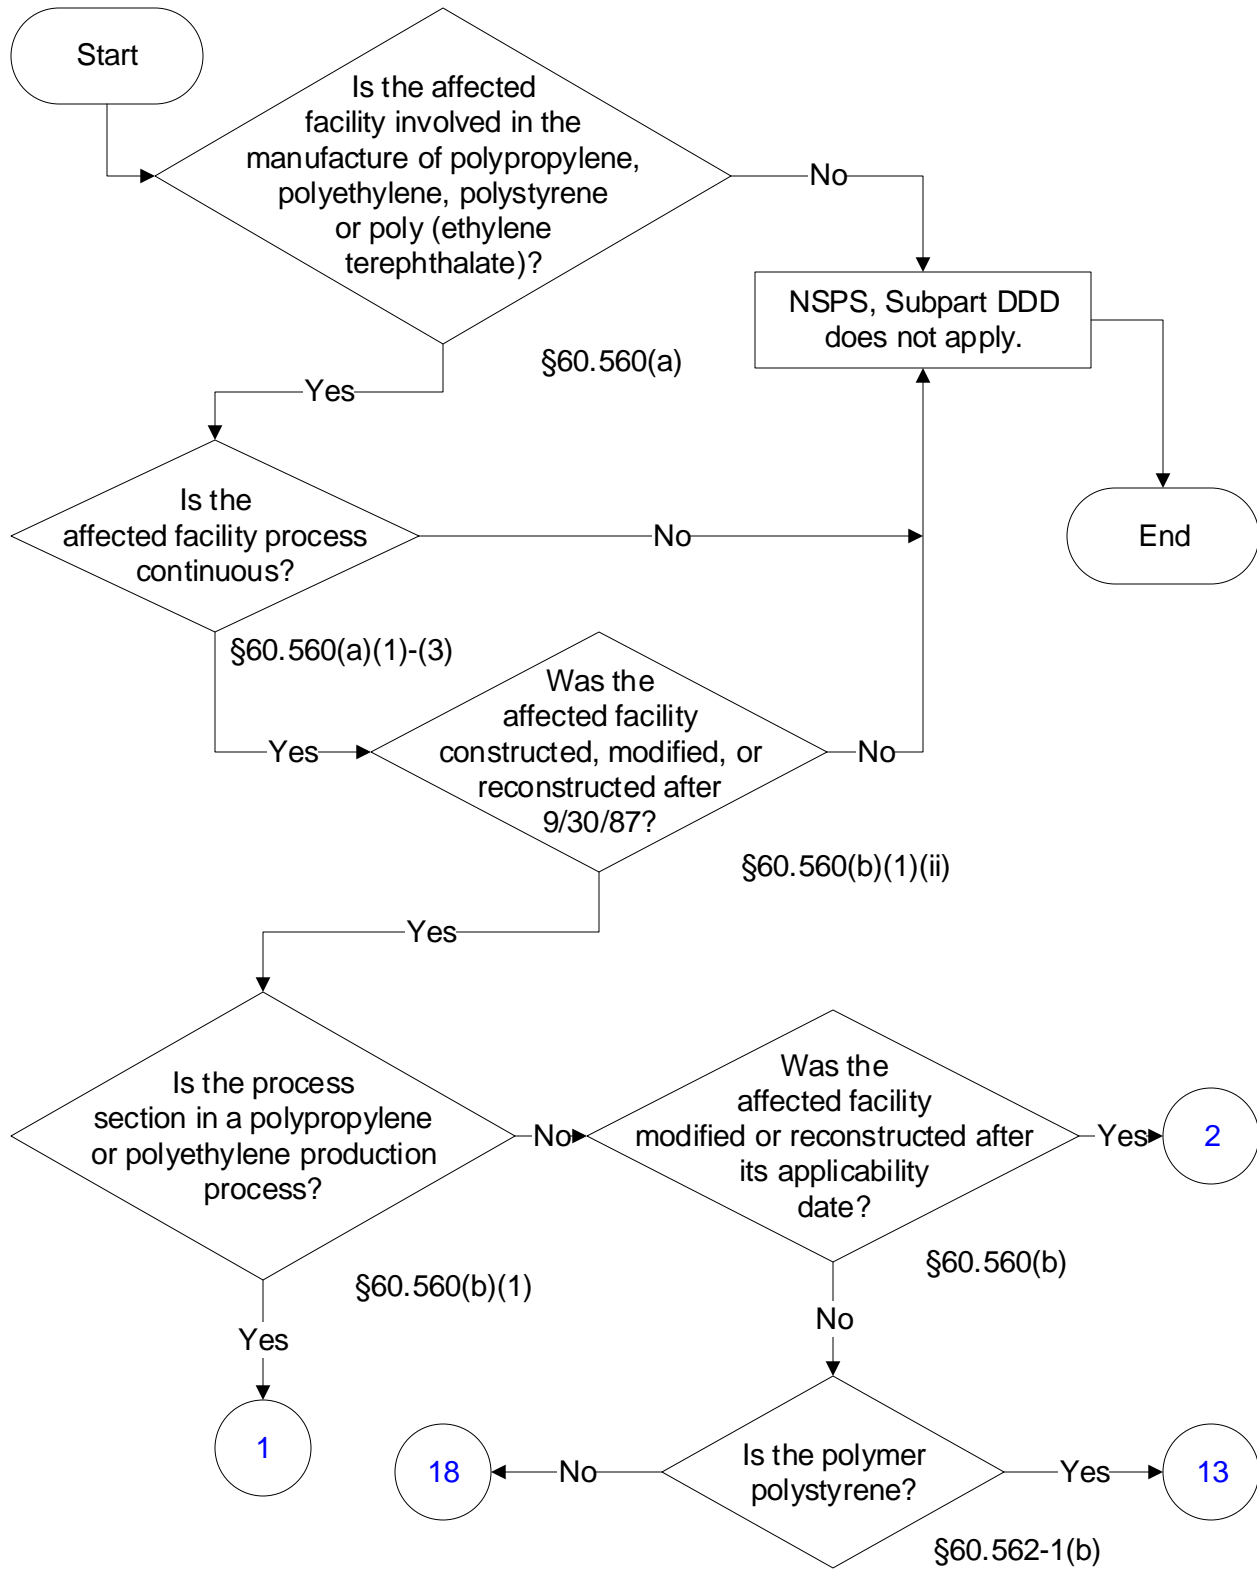 Start
Is the affected
facility involved in the
manufacture of polypropylene,
polyethylene, polystyrene
or poly (ethylene
terephthalate)?
No
NSPS, Subpart DDD
does not apply.
§60.560(a)
Yes
Is the
affected facility process
continuous?
No
End
§60.560(a)(1)-(3)
Was the
affected facility
constructed, modified, or
reconstructed after
9/30/87?
Yes
No
§60.560(b)(1)(ii)
Yes
Is the process
section in a polypropylene
or polyethylene production
process?
No
Was the
affected facility
modified or reconstructed after
its applicability
date?
Yes
2
§60.560(b)
§60.560(b)(1)
Yes
No
1
18
No
Is the polymer
polystyrene?
Yes
13
§60.562-1(b)